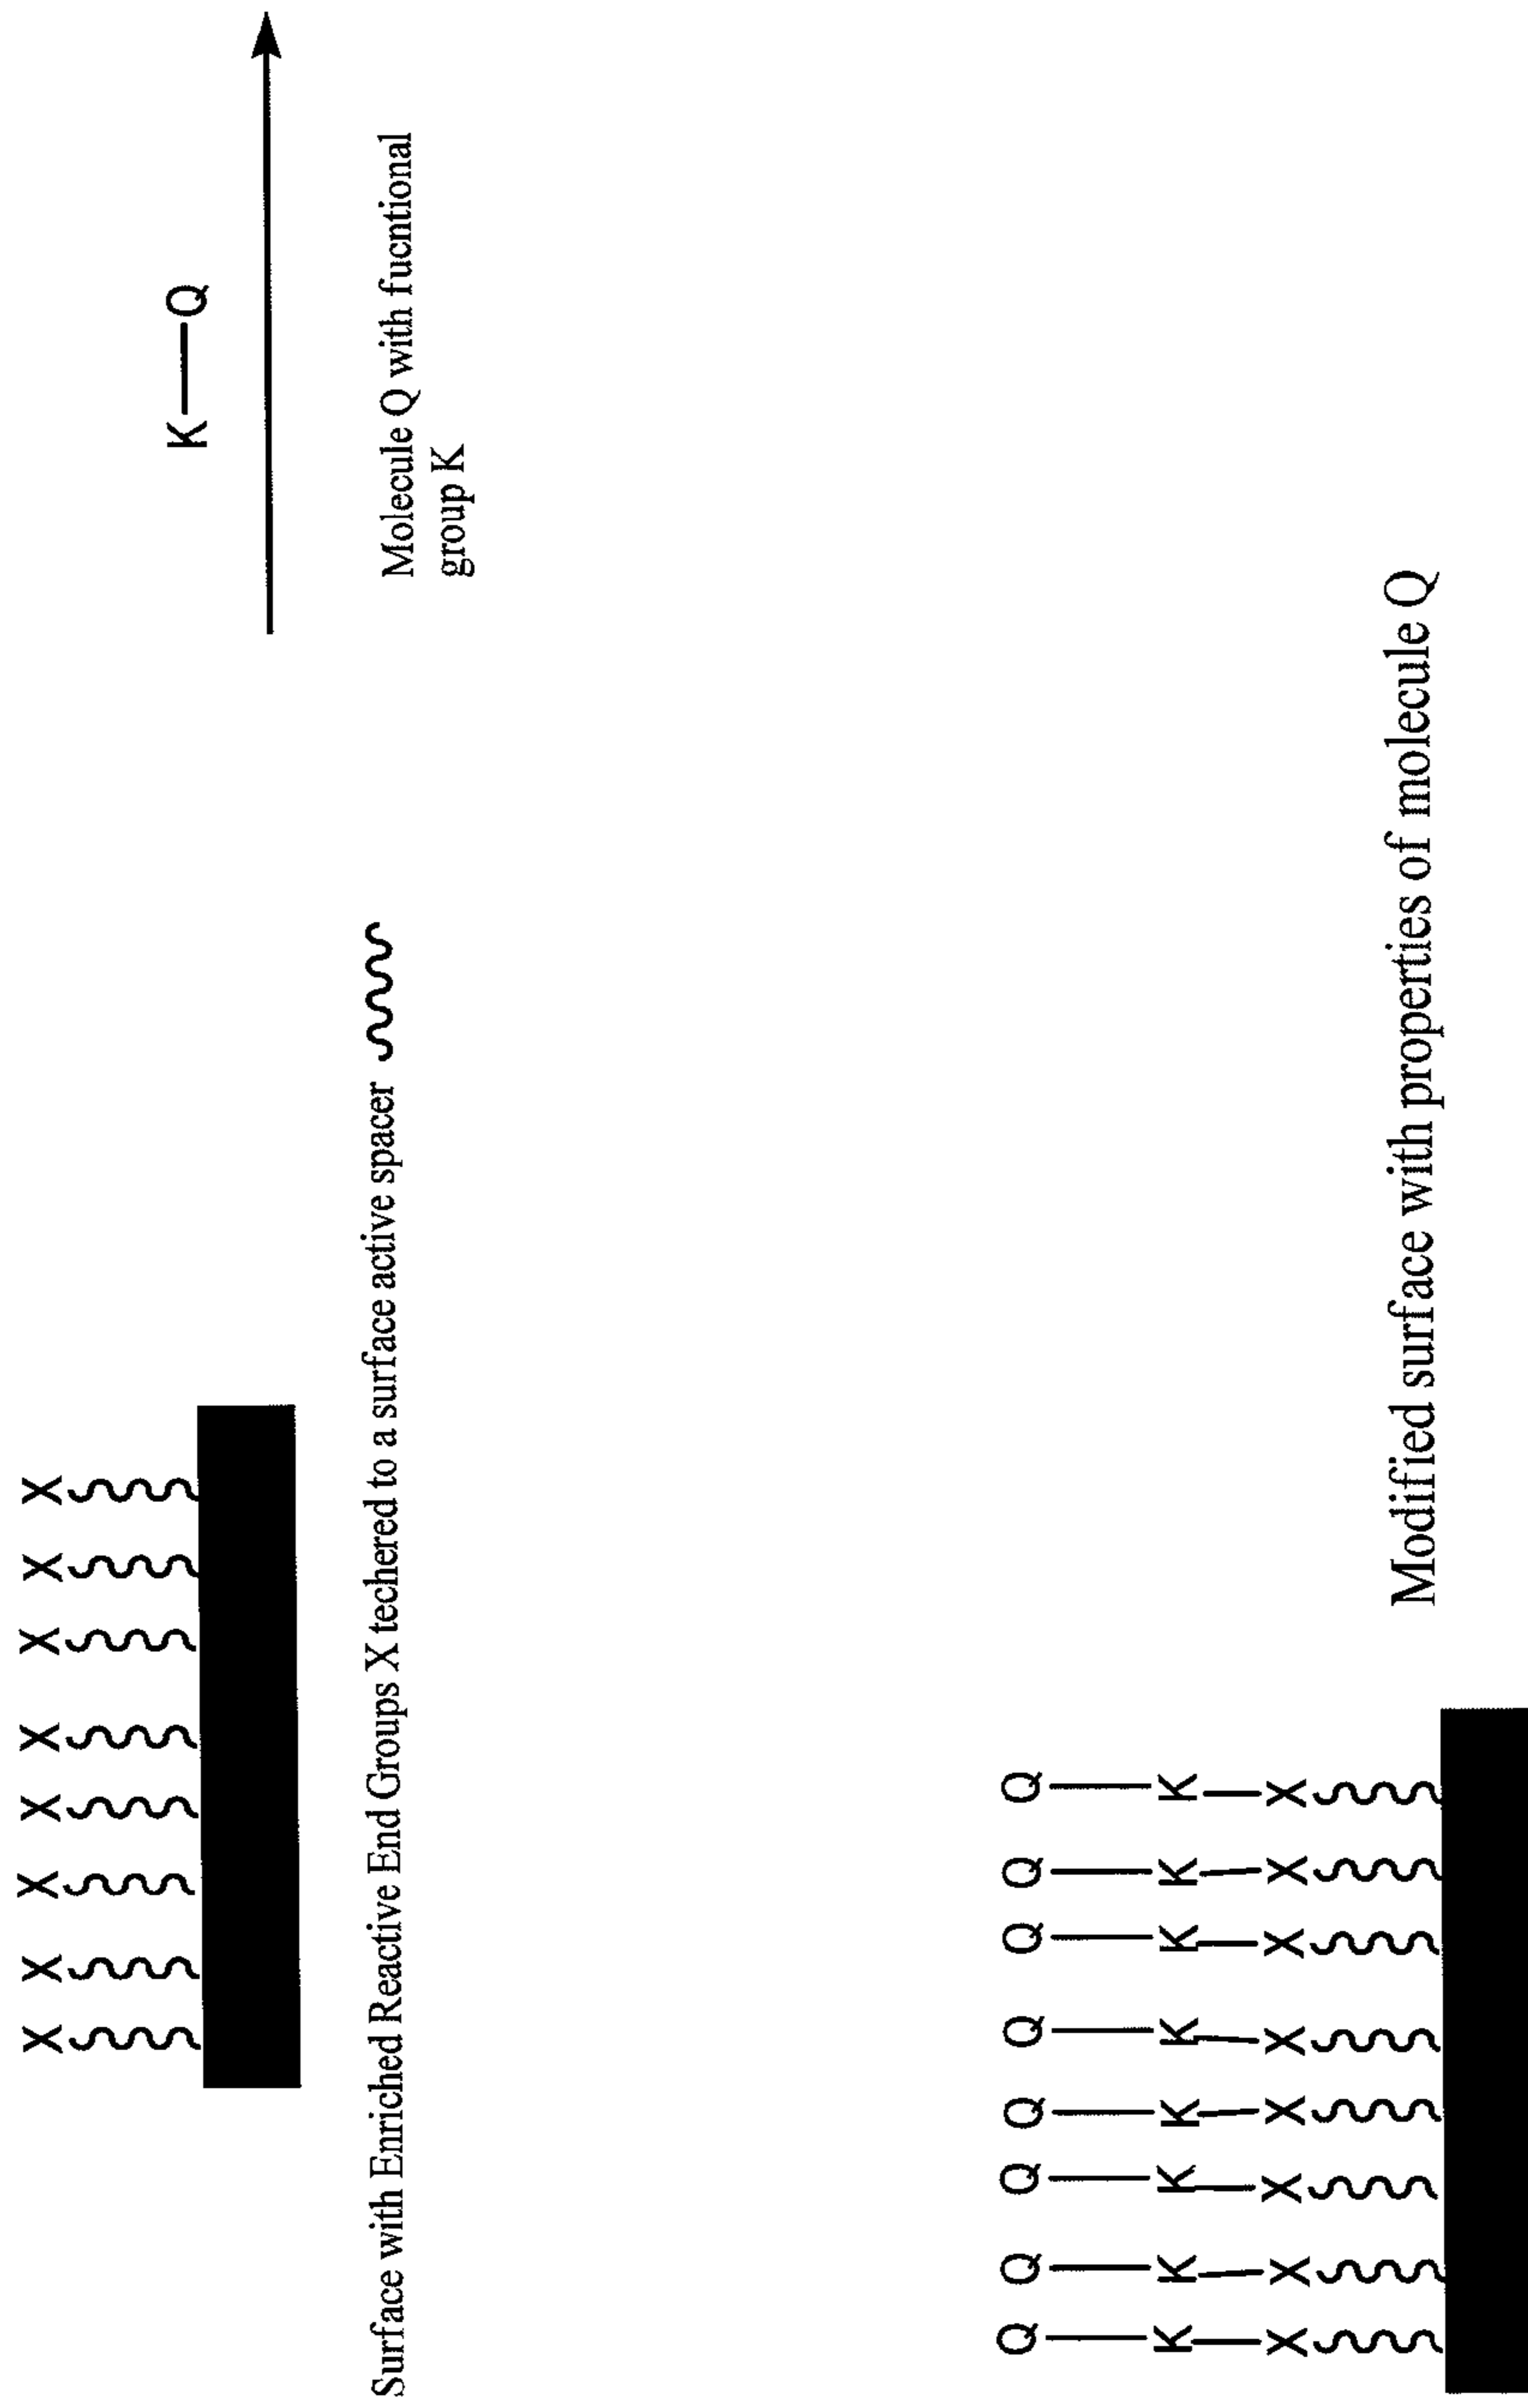 X X X X X X X X
Surface with Enriched Reactive End Groups X techered to a surface active spacer
K—Q
Molecule Q with fucntional
group K
Q Q Q Q Q Q Q Q
K K K K K K K K
X X X X X X X X
Modified surface with properties of molecule Q